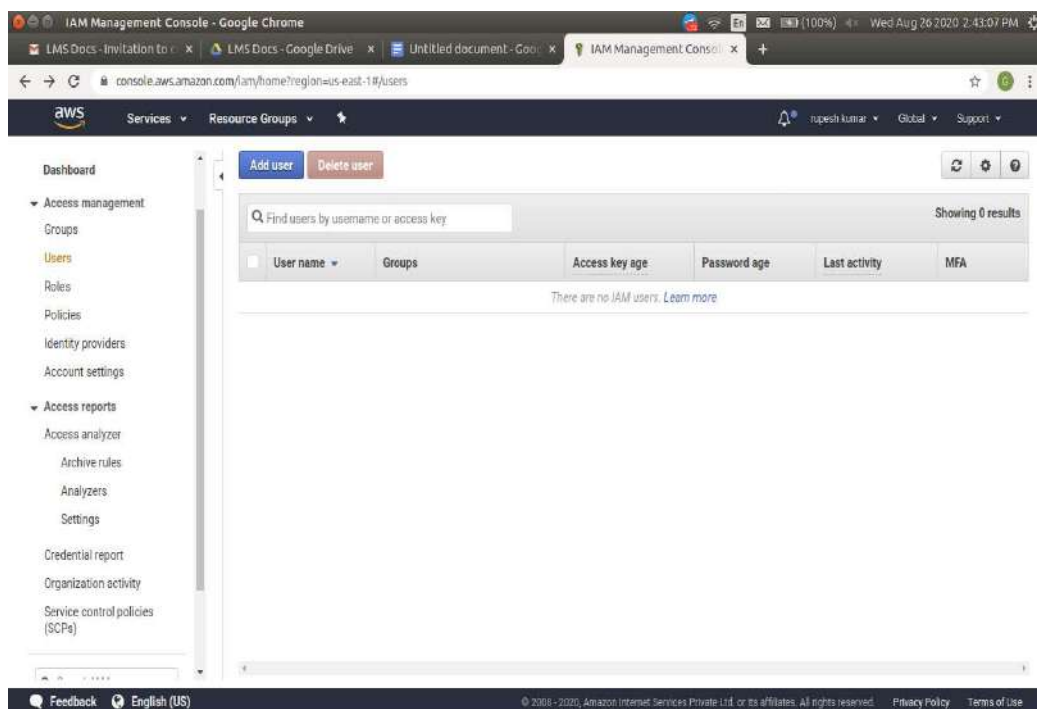 IAM Management Console - Google Chrome
En (100%) Wed Aug 26 2020 2:43:07 PM
LMS Docs - Invitation to c x LMS Docs - Google Drive x Untitled document - Goo x IAM Management Consol x +
console.aws.amazon.com/iam/home?region=us-east-1#/users G
aws Services Resource Groups rupesh kumar Global Support
Dashboard
Access management
Groups
Users
Roles
Policies
Identity providers
Account settings
Access reports
Access analyzer
Archive rules
Analyzers
Settings
Credential report
Organization activity
Service control policies
(SCPs)
Add user Delete user
Find users by username or access key Showing 0 results
User name Groups Access key age Password age Last activity MFA
There are no IAM users. Learn more
Feedback English (US) © 2008 - 2020, Amazon Internet Services Private Ltd. or its affiliates. All rights reserved. Privacy Policy Terms of Use